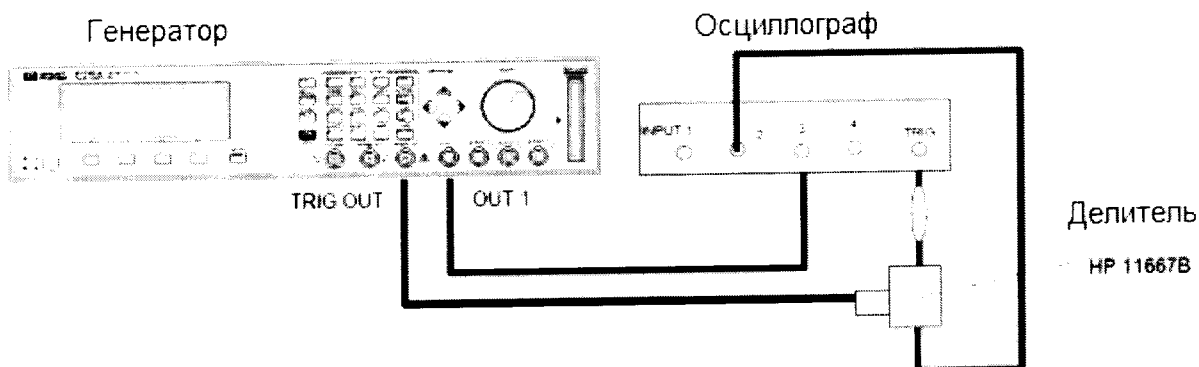 Генератор
Осциллограф
INPUT 1
2
3
4
TRIG
TRIG OUT
OUT 1
Делитель
HP 11667B